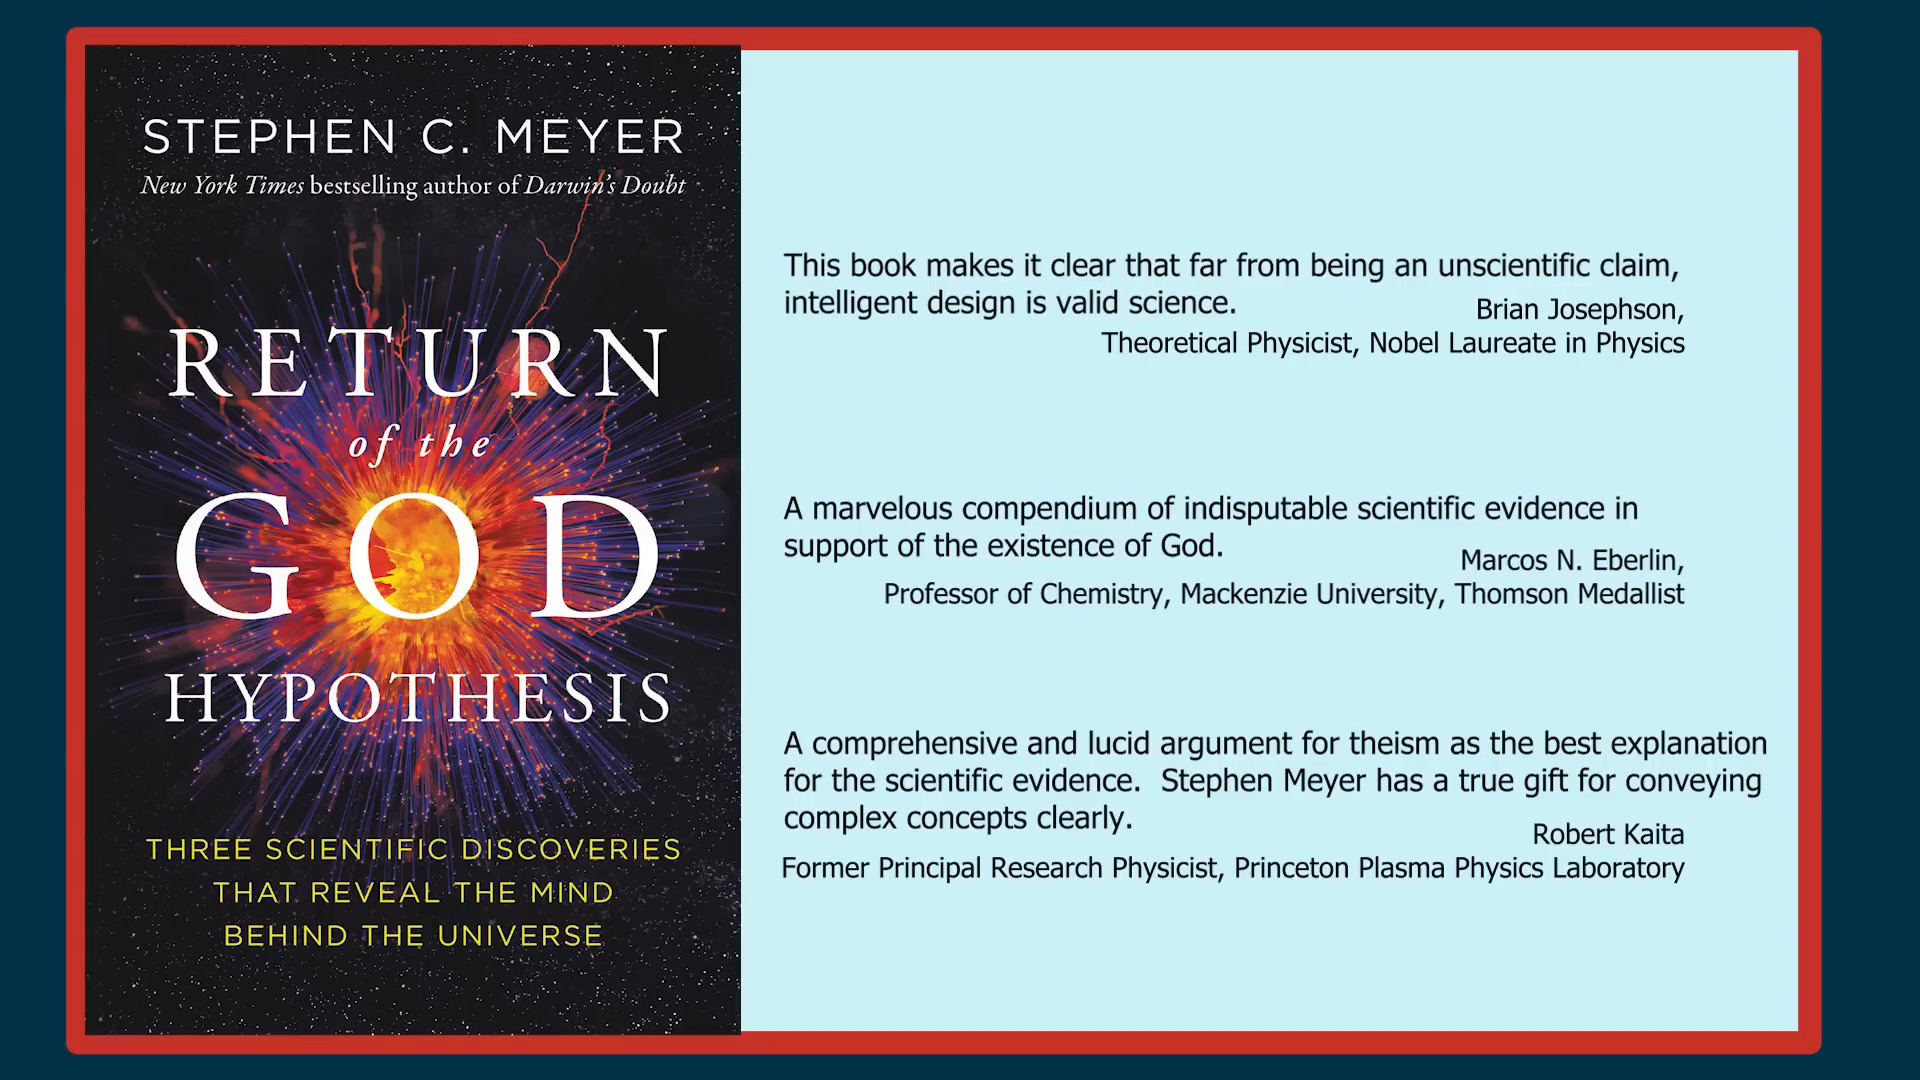 STEPHEN C. MEYER
New York Times bestselling author of Darwin's Doubt
RETURN
of the
GOD
HYPOTHESIS
THREE SCIENTIFIC DISCOVERIES
THAT REVEAL THE MIND
BEHIND THE UNIVERSE
This book makes it clear that far from being an unscientific claim,
intelligent design is valid science.
Brian Josephson,
Theoretical Physicist, Nobel Laureate in Physics
A marvelous compendium of indisputable scientific evidence in
support of the existence of God.
Marcos N. Eberlin,
Professor of Chemistry, Mackenzie University, Thomson Medallist
A comprehensive and lucid argument for theism as the best explanation
for the scientific evidence.  Stephen Meyer has a true gift for conveying
complex concepts clearly.
Robert Kaita
Former Principal Research Physicist, Princeton Plasma Physics Laboratory